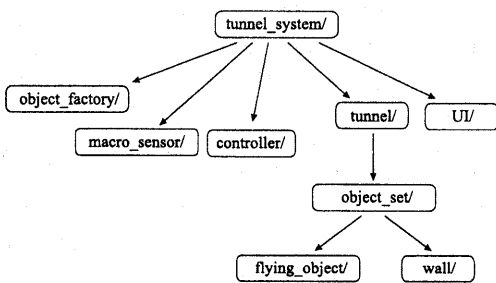 tunnel_system/
object_factory/
macro_sensor/
controller/
tunnel/
UI/
object_set/
flying_object/
wall/